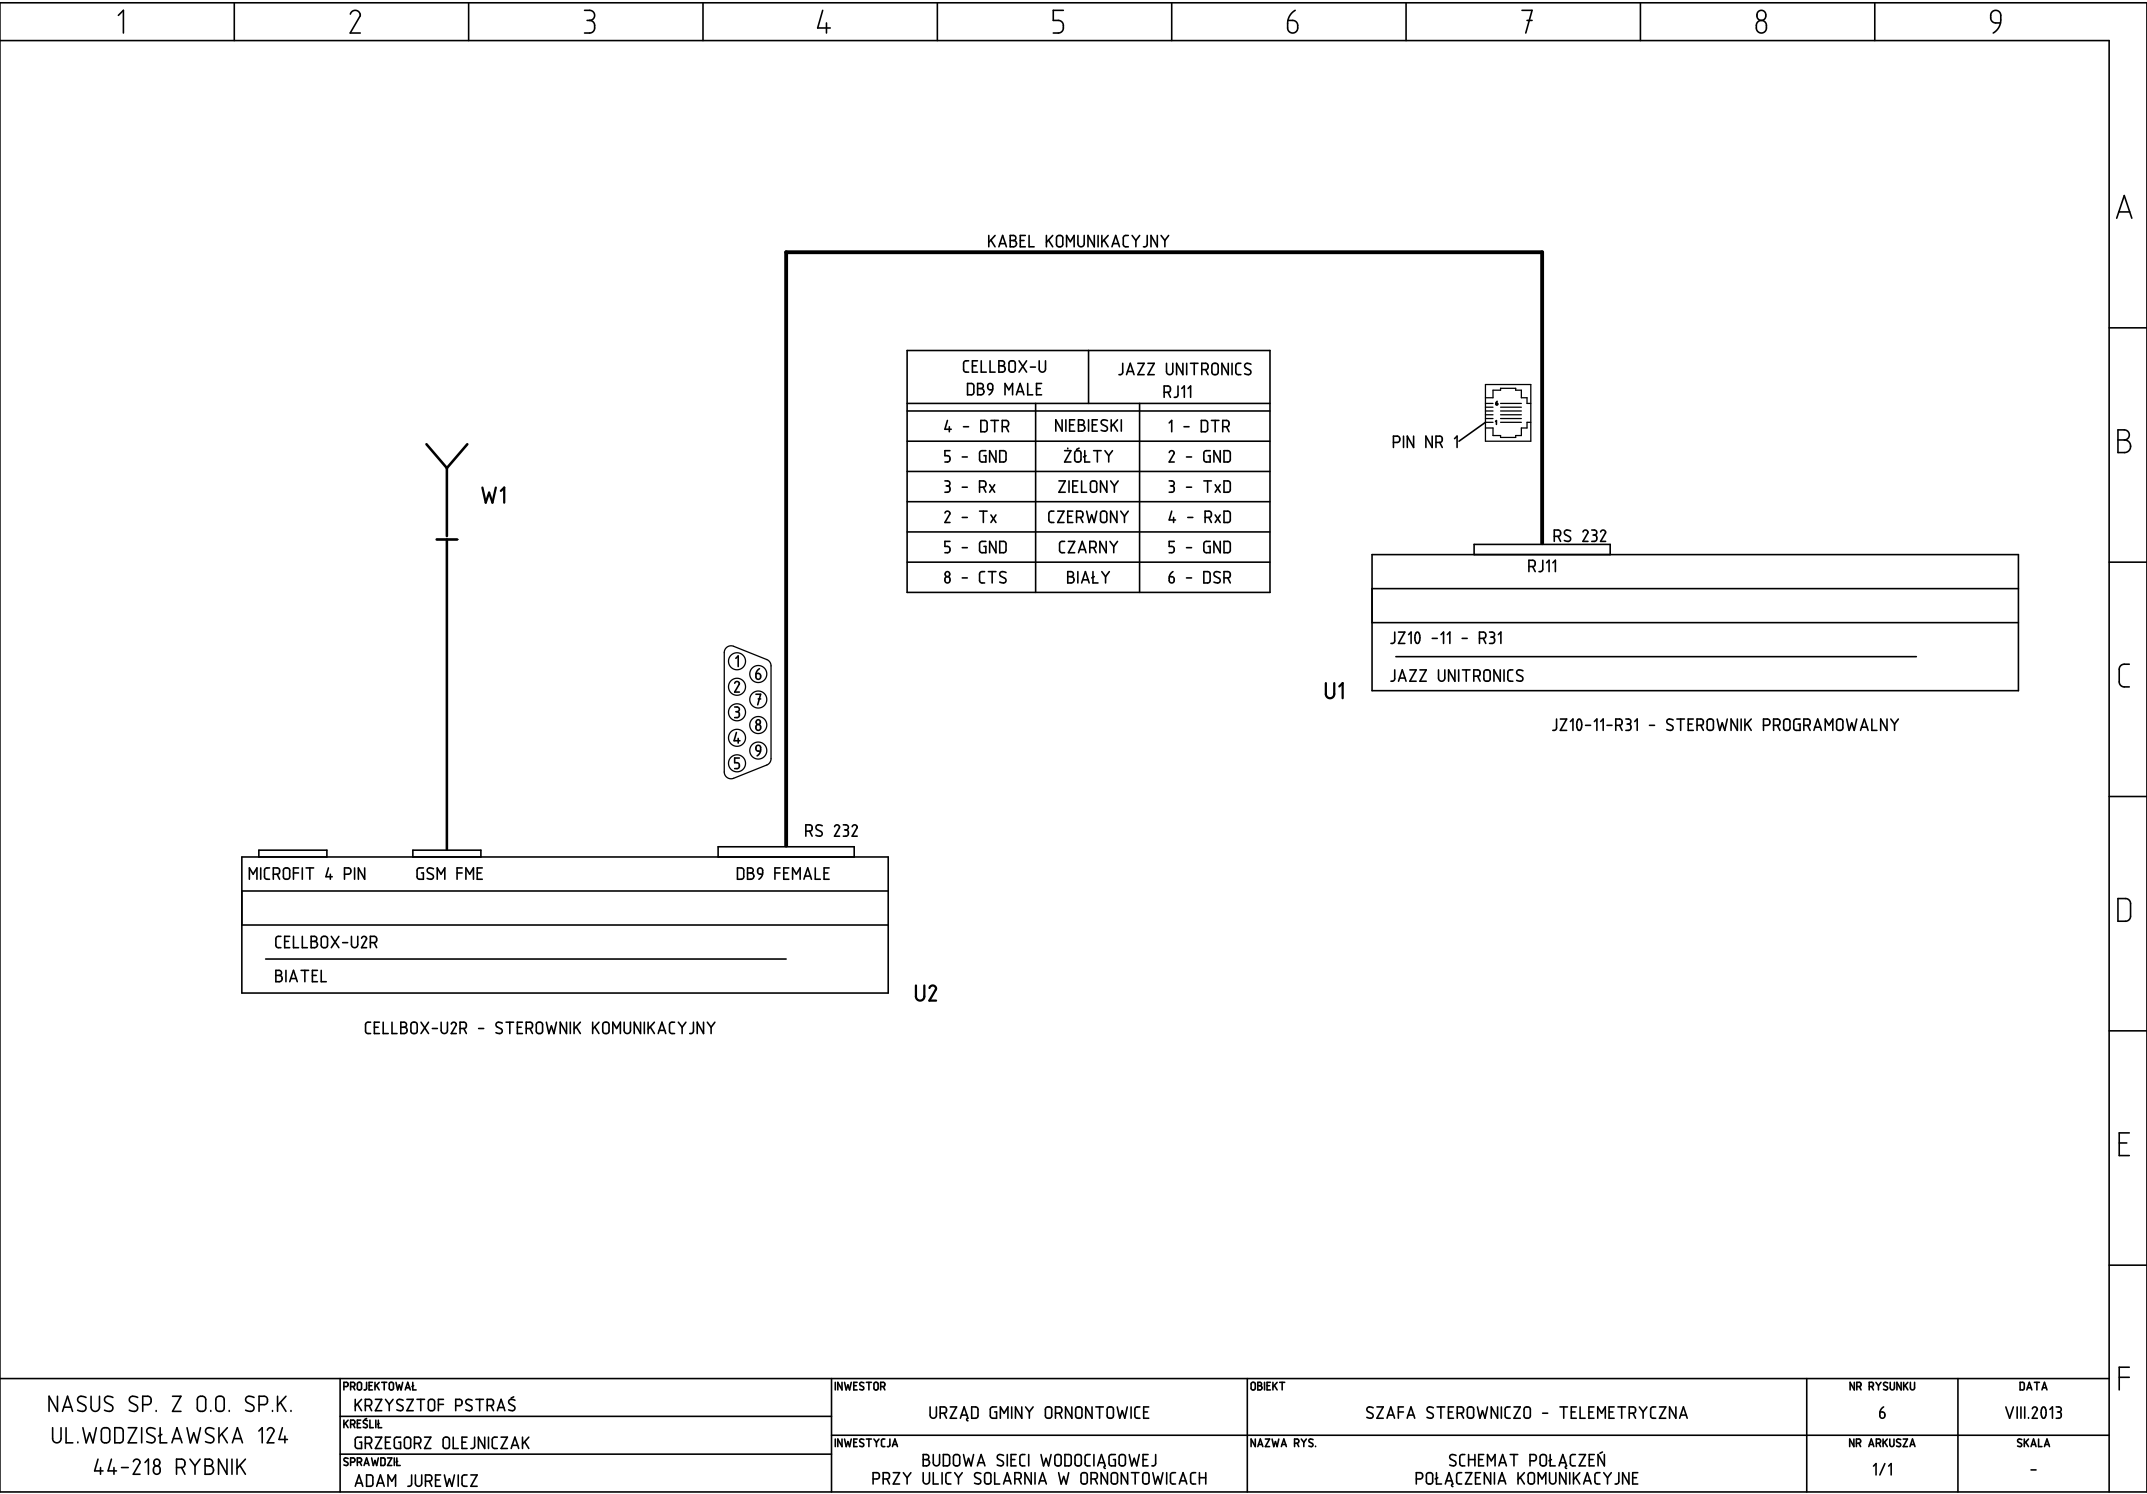 1 2 3 4 5 6 7 8 9
A
B
C
D
E
F
KABEL KOMUNIKACYJNY
CELLBOX-U
DB9 MALE
JAZZ UNITRONICS
RJ11
4 - DTR NIEBIESKI 1 - DTR
5 - GND ŻÓŁTY 2 - GND
3 - Rx ZIELONY 3 - TxD
2 - Tx CZERWONY 4 - RxD
5 - GND CZARNY 5 - GND
8 - CTS BIAŁY 6 - DSR
6
1
PIN NR 1
W1
RS 232
RJ11
JZ10 -11 - R31
JAZZ UNITRONICS
U1
JZ10-11-R31 - STEROWNIK PROGRAMOWALNY
1
6
2
7
3
8
4
9
5
RS 232
MICROFIT 4 PIN GSM FME DB9 FEMALE
CELLBOX-U2R
BIATEL
U2
CELLBOX-U2R - STEROWNIK KOMUNIKACYJNY
NASUS SP. Z O.O. SP.K.
UL.WODZISŁAWSKA 124
44-218 RYBNIK
PROJEKTOWAŁ
KRZYSZTOF PSTRAŚ
KREŚLIŁ
GRZEGORZ OLEJNICZAK
SPRAWDZIŁ
ADAM JUREWICZ
INWESTOR
URZĄD GMINY ORNONTOWICE
INWESTYCJA
BUDOWA SIECI WODOCIĄGOWEJ
PRZY ULICY SOLARNIA W ORNONTOWICACH
OBIEKT
SZAFA STEROWNICZO - TELEMETRYCZNA
NAZWA RYS.
SCHEMAT POŁĄCZEŃ
POŁĄCZENIA KOMUNIKACYJNE
NR RYSUNKU
6
DATA
VIII.2013
NR ARKUSZA
1/1
SKALA
-